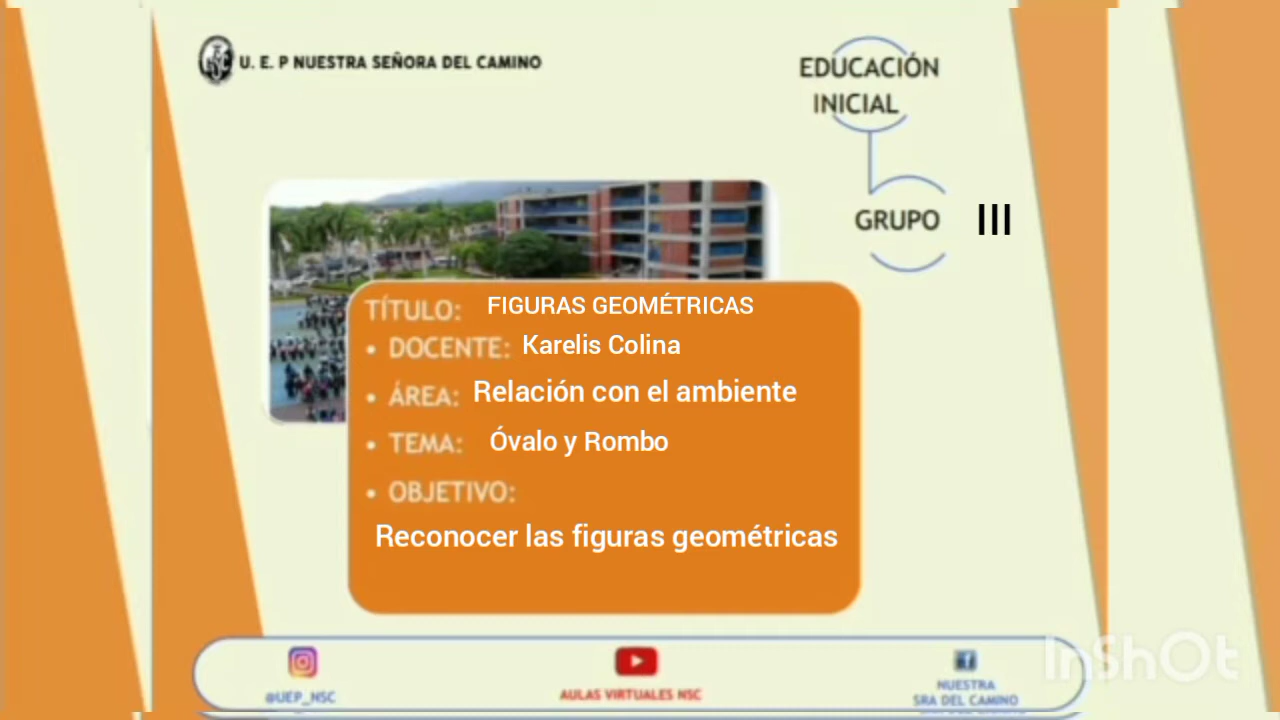 U. E. P NUESTRA SEÑORA DEL CAMINO
EDUCACIÓN
INICIAL
GRUPO III
TÍTULO: FIGURAS GEOMÉTRICAS
• DOCENTE: Karelis Colina
• ÁREA: Relación con el ambiente
• TEMA: Óvalo y Rombo
• OBJETIVO:
Reconocer las figuras geométricas
@UEP_NSC
AULAS VIRTUALES NSC
NUESTRA
SRA DEL CAMINO
InShOt